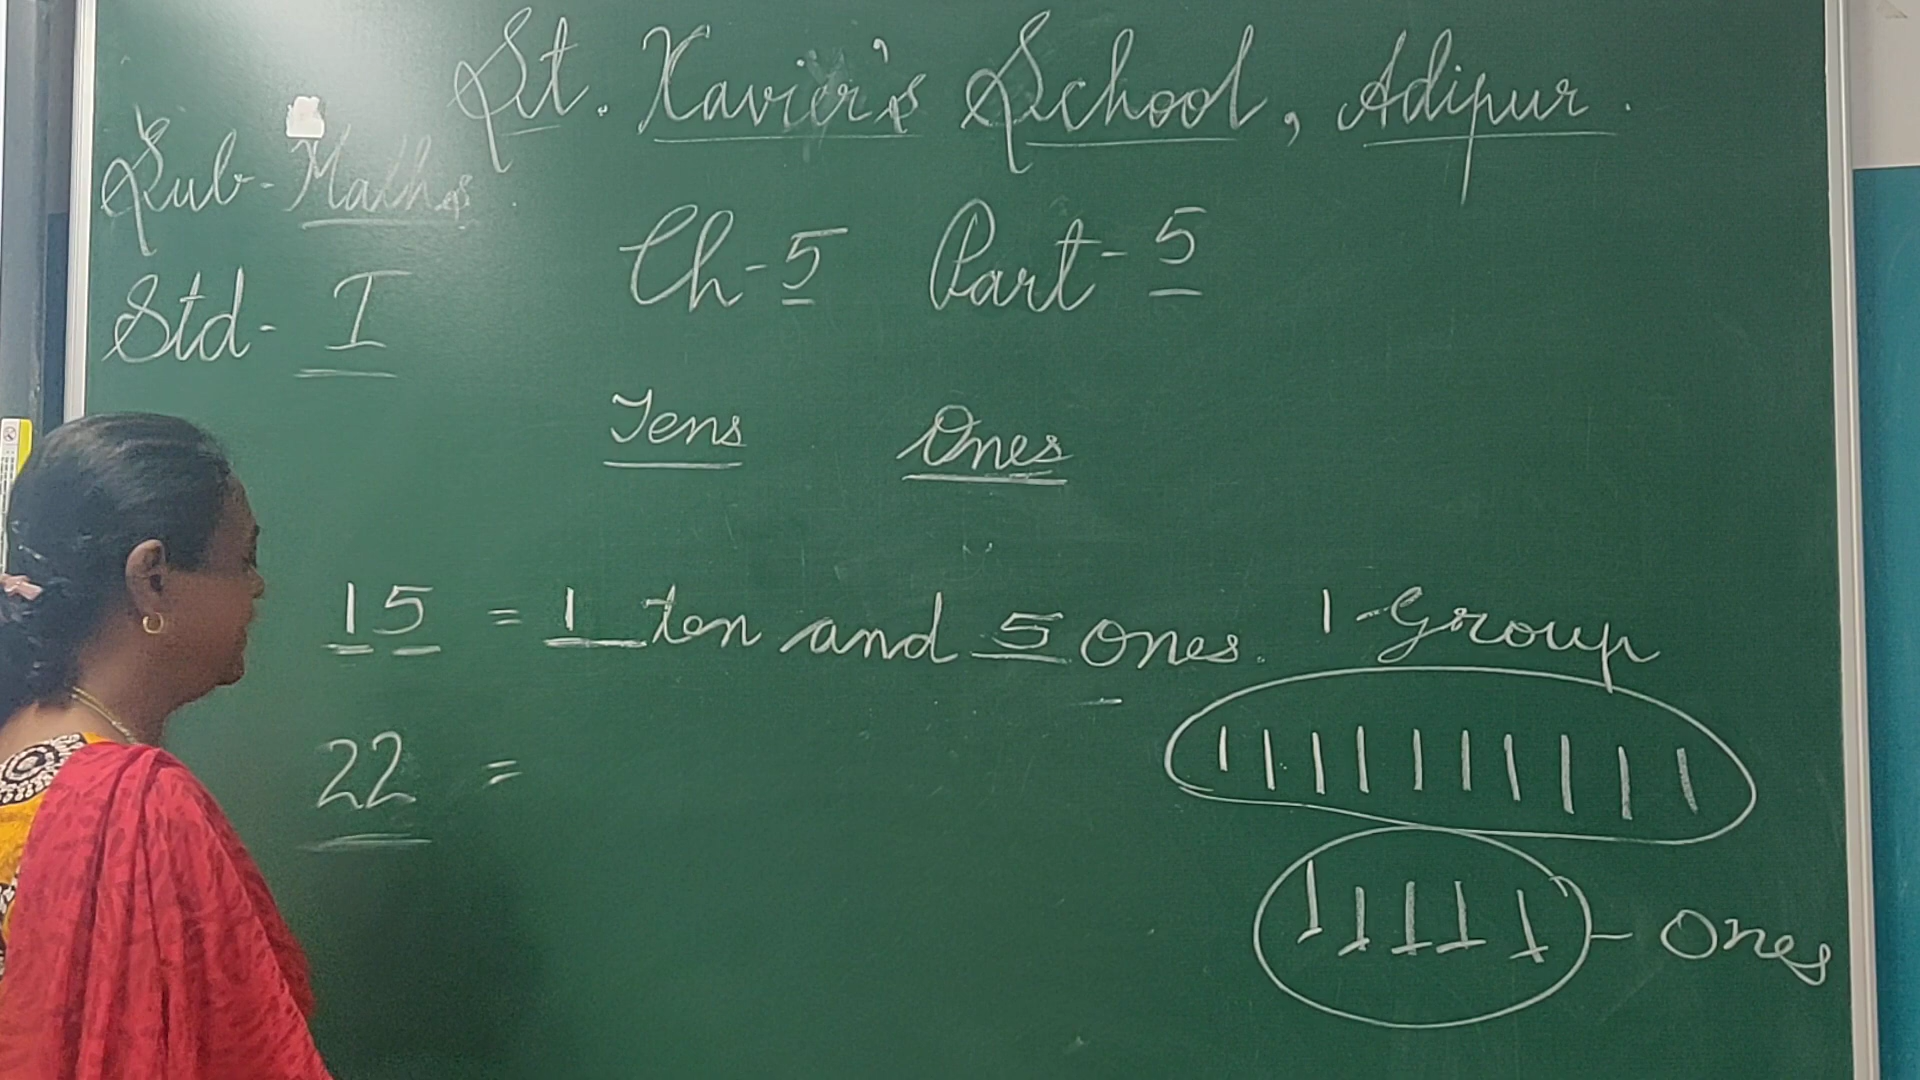 St. Xavier's School, Adipur.
Sub- Maths.
Ch-5 Part-5
Std- I
Tens Ones
15 = 1 ten and 5 ones. 1-Group
22 =
- Ones